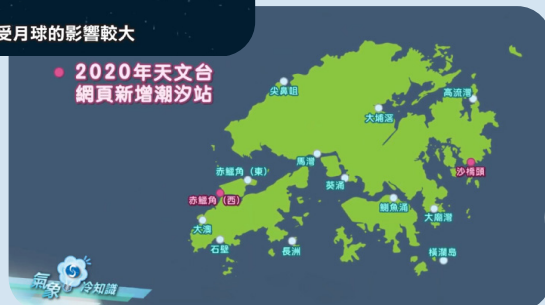 受月球的影響較大
2020年天文台
網頁新增潮汐站
尖鼻咀
高流灣
大埔滘
馬灣
沙橋頭
赤鱲角（東）
葵涌
赤鱲角（西）
鰂魚涌
大廟灣
大澳
石壁
長洲
橫瀾島
氣象冷知識